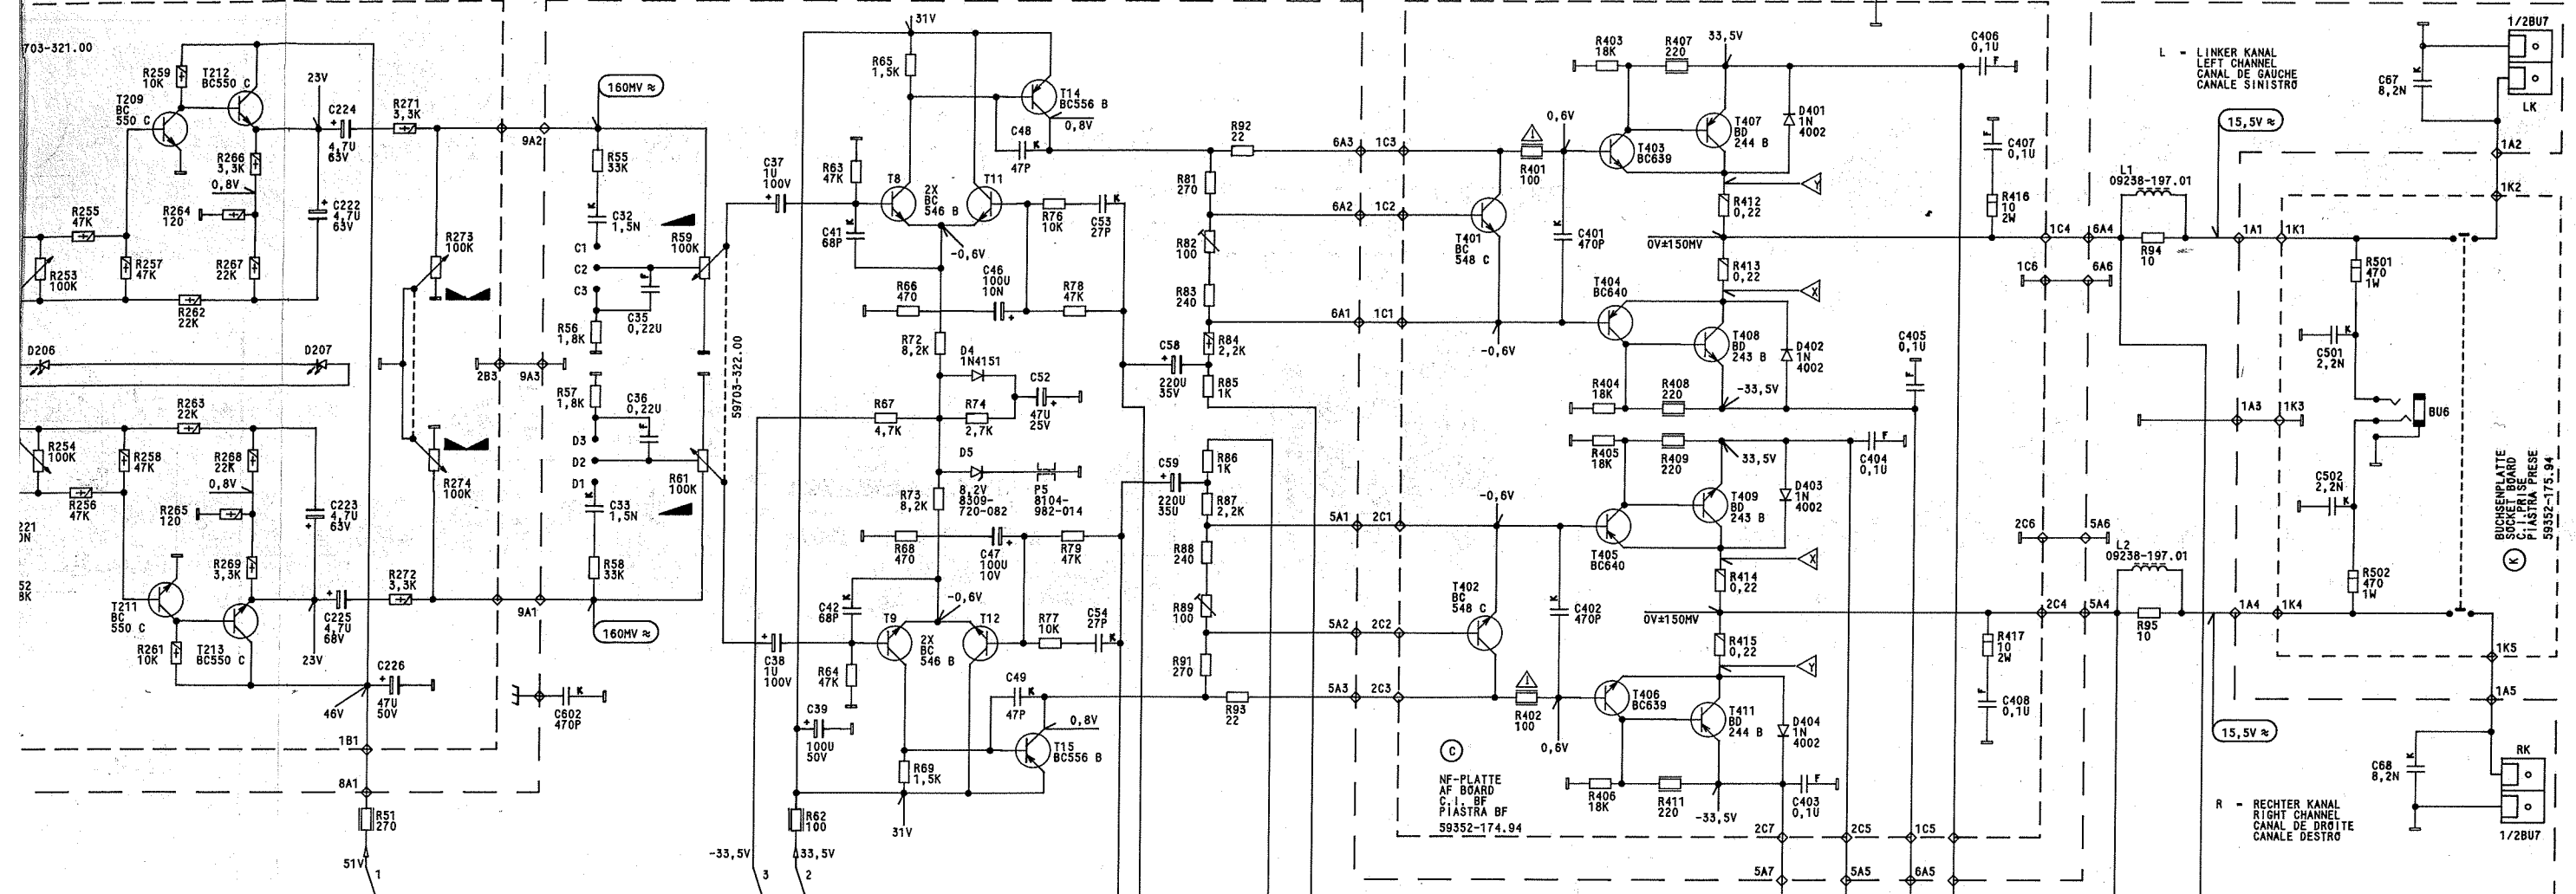 703-321.00
R259
10K
T212
BC550 C
T209
BC
550 C
23V
C224
4,7U
63V
R271
3,3K
R266
3,3K
0,8V
R264
120
C222
4,7U
63V
R255
47K
R253
100K
R257
47K
R267
22K
R262
22K
R273
100K
D206
D207
2B3
9A3
9A2
R263
22K
R254
100K
R258
47K
R268
22K
0,8V
R256
47K
R265
120
C223
4,7U
63V
R274
100K
R269
3,3K
R272
3,3K
T211
BC
550 C
R261
10K
T213
BC550 C
C225
4,7U
68V
23V
C226
47U
50V
46V
9A1
1B1
8A1
R51
270
51V
1
C602
470P
160MV ≈
R55
33K
C32
1,5N
C1
C2
C3
R59
100K
C35
0,22U
R56
1,8K
R57
1,8K
C36
0,22U
D3
D2
D1
R61
100K
C33
1,5N
R58
33K
160MV ≈
59703-322.00
31V
R65
1,5K
T14
BC556 B
0,8V
C48
47P
C37
1U
100V
R63
47K
T8
2X
BC
546 B
T11
C41
68P
-0,6V
R76
10K
C53
27P
R66
470
C46
100U
10N
R78
47K
R72
8,2K
D4
1N4151
C52
47U
25V
R67
4,7K
R74
2,7K
D5
8,2V
8309-
720-082
P5
8104-
982-014
R73
8,2K
R68
470
C47
100U
10V
R79
47K
C42
68P
-0,6V
T9
2X
BC
546 B
T12
R77
10K
C54
27P
C38
1U
100V
R64
47K
C49
47P
C39
100U
50V
0,8V
T15
BC556 B
R69
1,5K
R62
100
31V
-33,5V
33,5V
3
2
R92
22
R81
270
R82
100
R83
240
C58
220U
35V
R84
2,2K
R85
1K
C59
220U
35U
R86
1K
R87
2,2K
R88
240
R89
100
R91
270
R93
22
6A3
1C3
6A2
1C2
6A1
1C1
5A1
2C1
5A2
2C2
5A3
2C3
R403
18K
R407
220
33,5V
C406
0,1U
0,6V
R401
100
T403
BC639
T407
BD
244 B
D401
1N
4002
C407
0,1U
Y
T401
BC
548 C
C401
470P
R412
0,22
R416
10
2W
0V±150MV
R413
0,22
X
T404
BC640
-0,6V
T408
BD
243 B
D402
1N
4002
C405
0,1U
R404
18K
R408
220
-33,5V
R405
18K
R409
220
33,5V
C404
0,1U
-0,6V
T409
BD
243 B
D403
1N
4002
T405
BC640
X
R414
0,22
T402
BC
548 C
C402
470P
0V±150MV
R415
0,22
R417
10
2W
Y
T406
BC639
R402
100
0,6V
T411
BD
244 B
D404
1N
4002
C408
0,1U
R406
18K
R411
220
-33,5V
C403
0,1U
C
NF-PLATTE
AF BOARD
C.I. BF
PIASTRA BF
59352-174.94
2C7
2C5
1C5
5A7
5A5
6A5
1C4
6A4
1C6
6A6
2C6
5A6
2C4
5A4
L1
09238-197.01
R94
10
L2
09238-197.01
R95
10
L = LINKER KANAL
LEFT CHANNEL
CANAL DE GAUCHE
CANALE SINISTRO
15,5V ≈
1/2BU7
C67
8,2N
LK
1A2
1K2
1A1
1K1
R501
470
1W
C501
2,2N
1A3
1K3
BU6
C502
2,2N
R502
470
1W
1A4
1K4
1K5
1A5
BUCHSENPLATTE
SOCKET BOARD
C.I. PRISE
PIASTRA PRESE
59352-175.94
K
15,5V ≈
C68
8,2N
RK
1/2BU7
R = RECHTER KANAL
RIGHT CHANNEL
CANAL DE DROITE
CANALE DESTRO